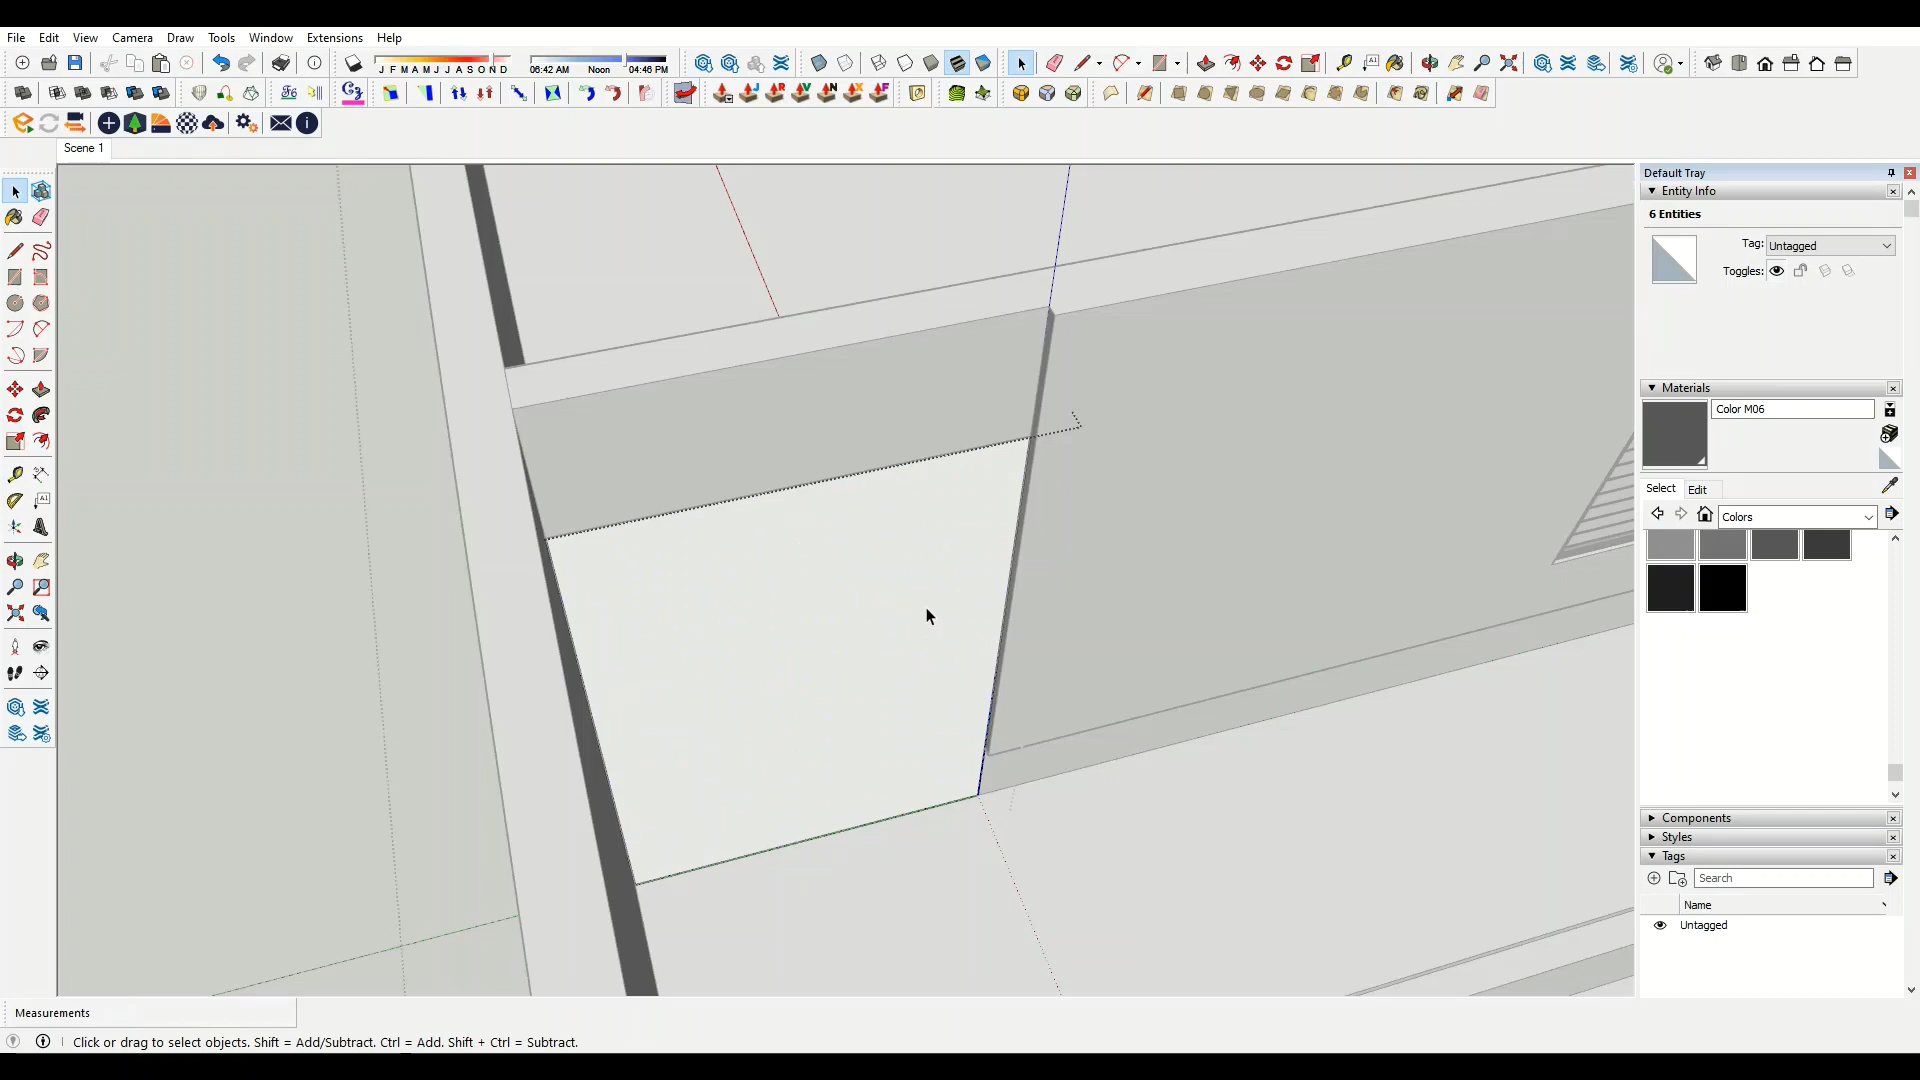 File Edit View Camera Draw Tools Window Extensions Help
J F M A M J J A S O N D 06:42 AM Noon 04:46 PM
Scene 1
Default Tray
Entity Info
6 Entities
Tag: Untagged
Toggles:
Materials
Color M06
Select Edit
Colors
Components
Styles
Tags
Search
Name
Untagged
Measurements
Click or drag to select objects. Shift = Add/Subtract. Ctrl = Add. Shift + Ctrl = Subtract.